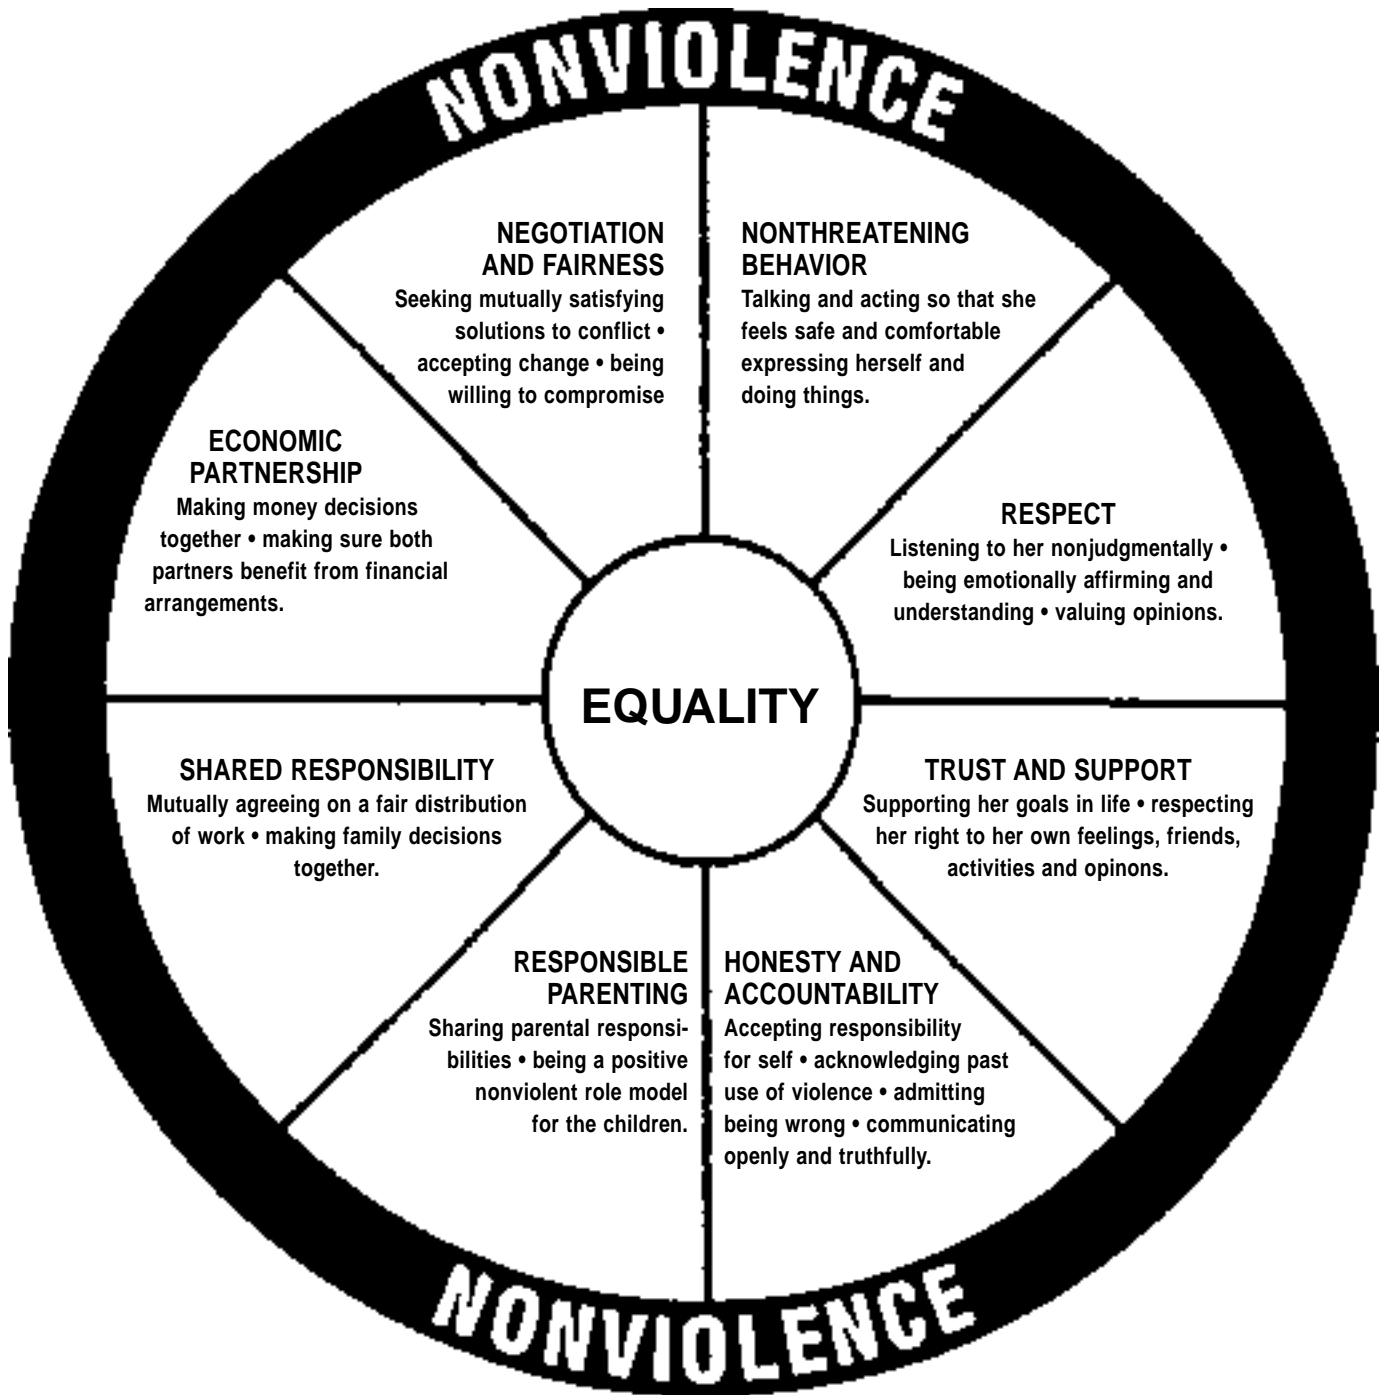 NONVIOLENCE
NEGOTIATION
AND FAIRNESS
Seeking mutually satisfying
solutions to conflict •
accepting change • being
willing to compromise
NONTHREATENING
BEHAVIOR
Talking and acting so that she
feels safe and comfortable
expressing herself and
doing things.
ECONOMIC
PARTNERSHIP
Making money decisions
together • making sure both
partners benefit from financial
arrangements.
RESPECT
Listening to her nonjudgmentally •
being emotionally affirming and
understanding • valuing opinions.
EQUALITY
SHARED RESPONSIBILITY
Mutually agreeing on a fair distribution
of work • making family decisions
together.
TRUST AND SUPPORT
Supporting her goals in life • respecting
her right to her own feelings, friends,
activities and opinons.
RESPONSIBLE
PARENTING
Sharing parental responsi-
bilities • being a positive
nonviolent role model
for the children.
HONESTY AND
ACCOUNTABILITY
Accepting responsibility
for self • acknowledging past
use of violence • admitting
being wrong • communicating
openly and truthfully.
NONVIOLENCE